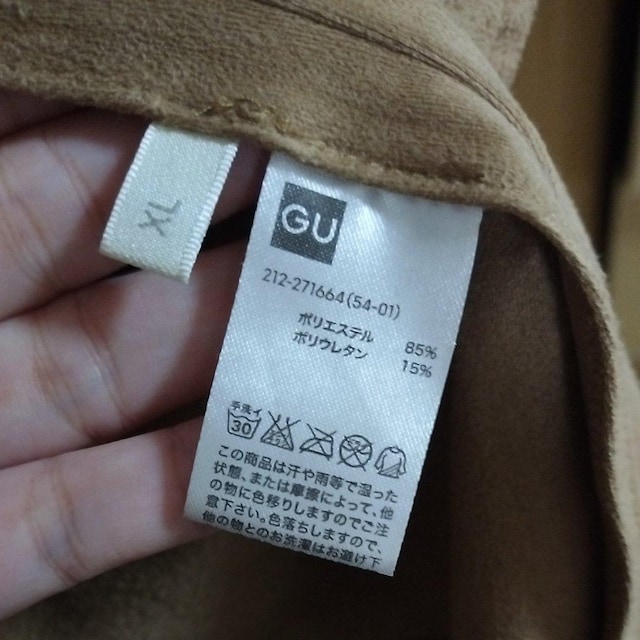 XL
GU
212-271664(54-01)
ポリエステル 85%
ポリウレタン 15%
手洗イ
30
この商品は汗や雨等で湿った
状態、または摩擦によって、他
の物に色移りしますのでご注
意下さい。色落ちしますので、
他の物とのお洗濯はお避け下